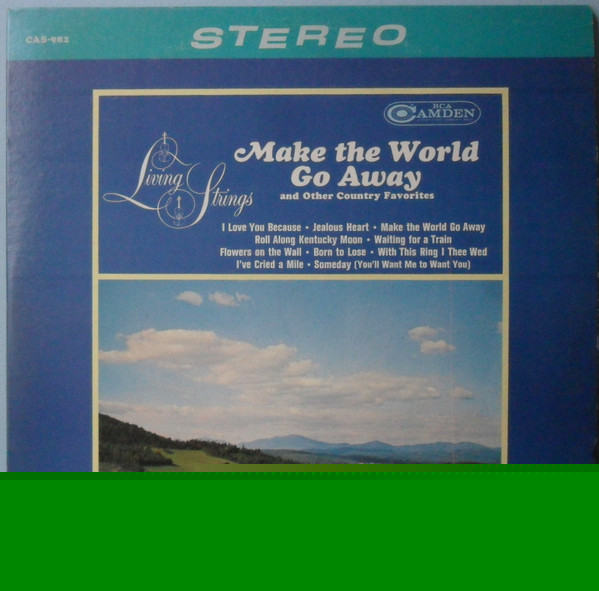 STEREO
CAS-982
RCA
CAMDEN
Living Strings
Make the World
Go Away
and Other Country Favorites
I Love You Because • Jealous Heart • Make the World Go Away
Roll Along Kentucky Moon • Waiting for a Train
Flowers on the Wall • Born to Lose • With This Ring I Thee Wed
I've Cried a Mile • Someday (You'll Want Me to Want You)